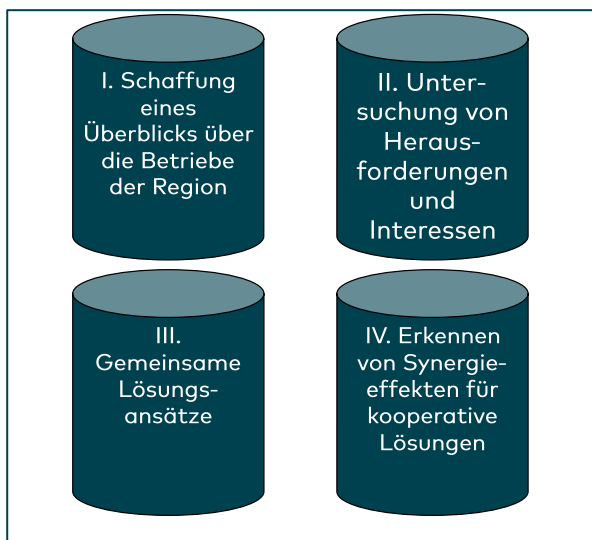 I. Schaffung
eines
Überblicks über
die Betriebe
der Region
II. Unter-
suchung von
Heraus-
forderungen
und
Interessen
III.
Gemeinsame
Lösungs-
ansätze
IV. Erkennen
von Synergie-
effekten für
kooperative
Lösungen